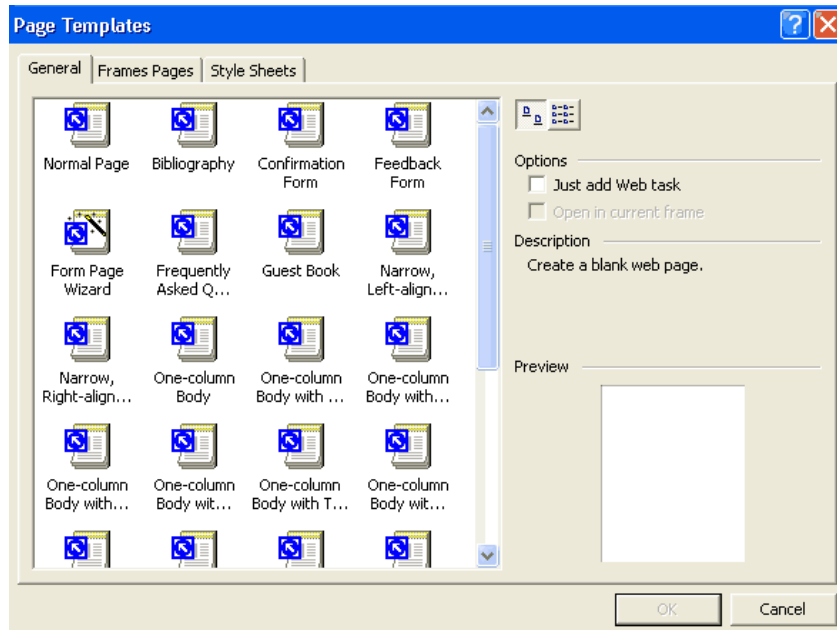 Page Templates
General
Frames Pages
Style Sheets
Normal Page
Bibliography
Confirmation
Form
Feedback
Form
Form Page
Wizard
Frequently
Asked Q...
Guest Book
Narrow,
Left-align...
Narrow,
Right-align...
One-column
Body
One-column
Body with ...
One-column
Body with...
One-column
Body with...
One-column
Body wit...
One-column
Body with T...
One-column
Body wit...
Options
Just add Web task
Open in current frame
Description
Create a blank web page.
Preview
OK
Cancel